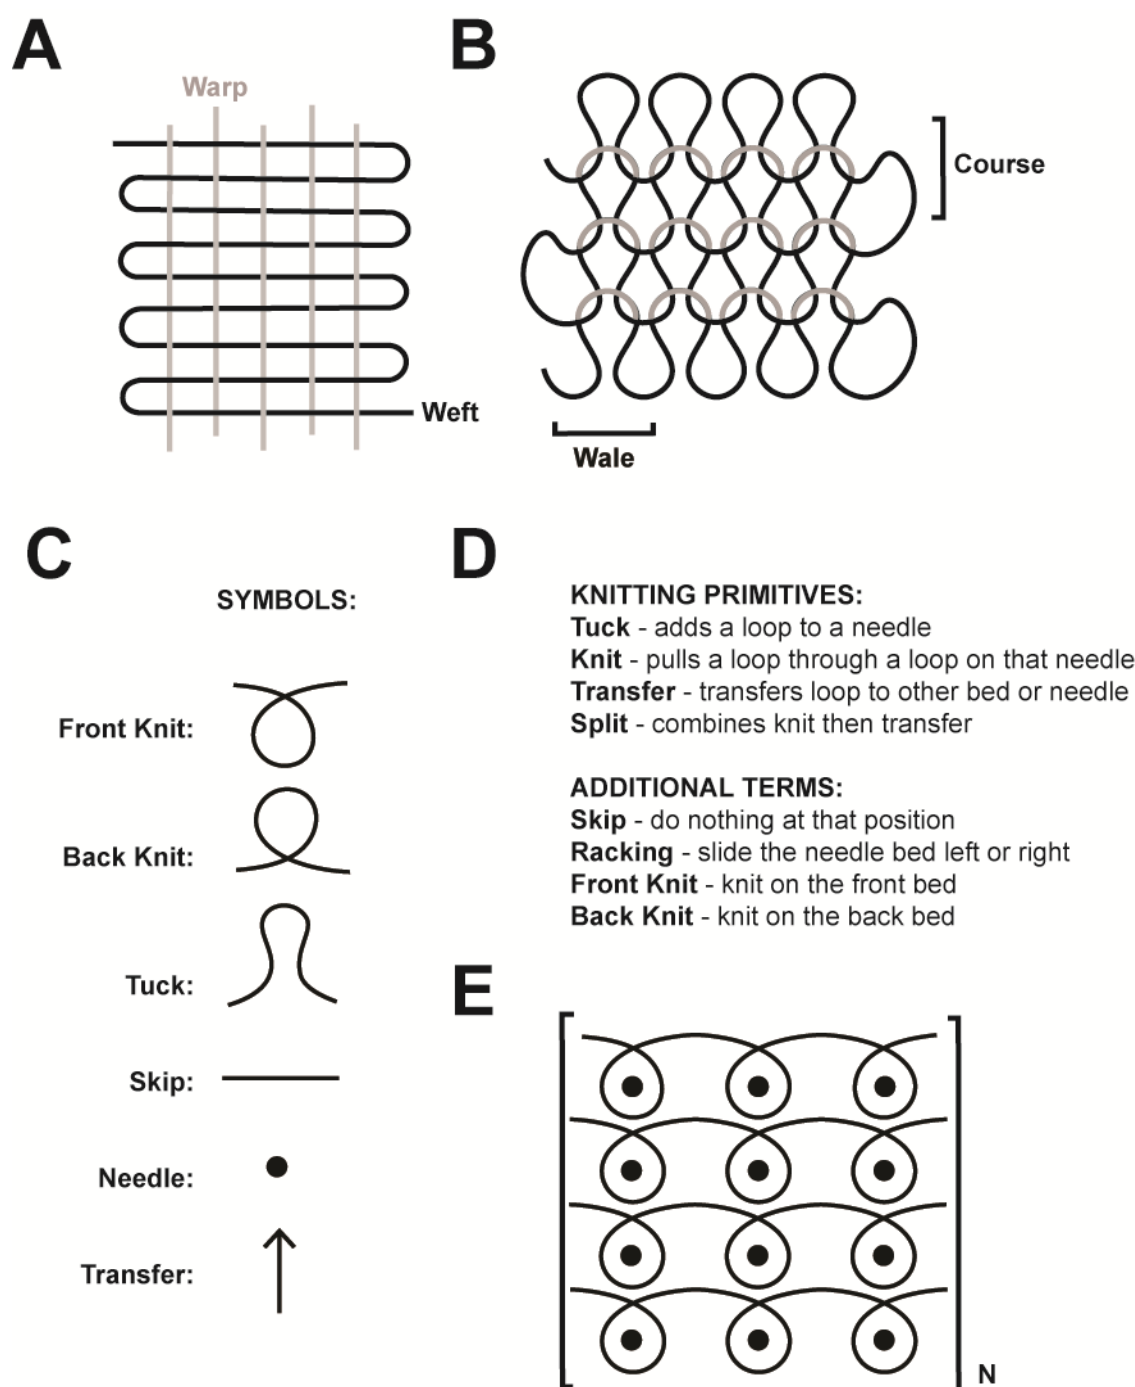 A
B
Warp
Course
Weft
Wale
C
SYMBOLS:
Front Knit:
Back Knit:
Tuck:
Skip:
Needle:
Transfer:
D
KNITTING PRIMITIVES:
Tuck - adds a loop to a needle
Knit - pulls a loop through a loop on that needle
Transfer - transfers loop to other bed or needle
Split - combines knit then transfer
ADDITIONAL TERMS:
Skip - do nothing at that position
Racking - slide the needle bed left or right
Front Knit - knit on the front bed
Back Knit - knit on the back bed
E
N